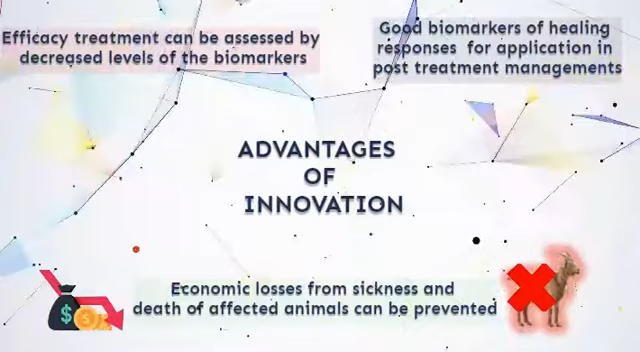 Efficacy treatment can be assessed by
decreased levels of the biomarkers
Good biomarkers of healing
responses for application in
post treatment managements
ADVANTAGES
OF
INNOVATION
$
$
Economic losses from sickness and
death of affected animals can be prevented